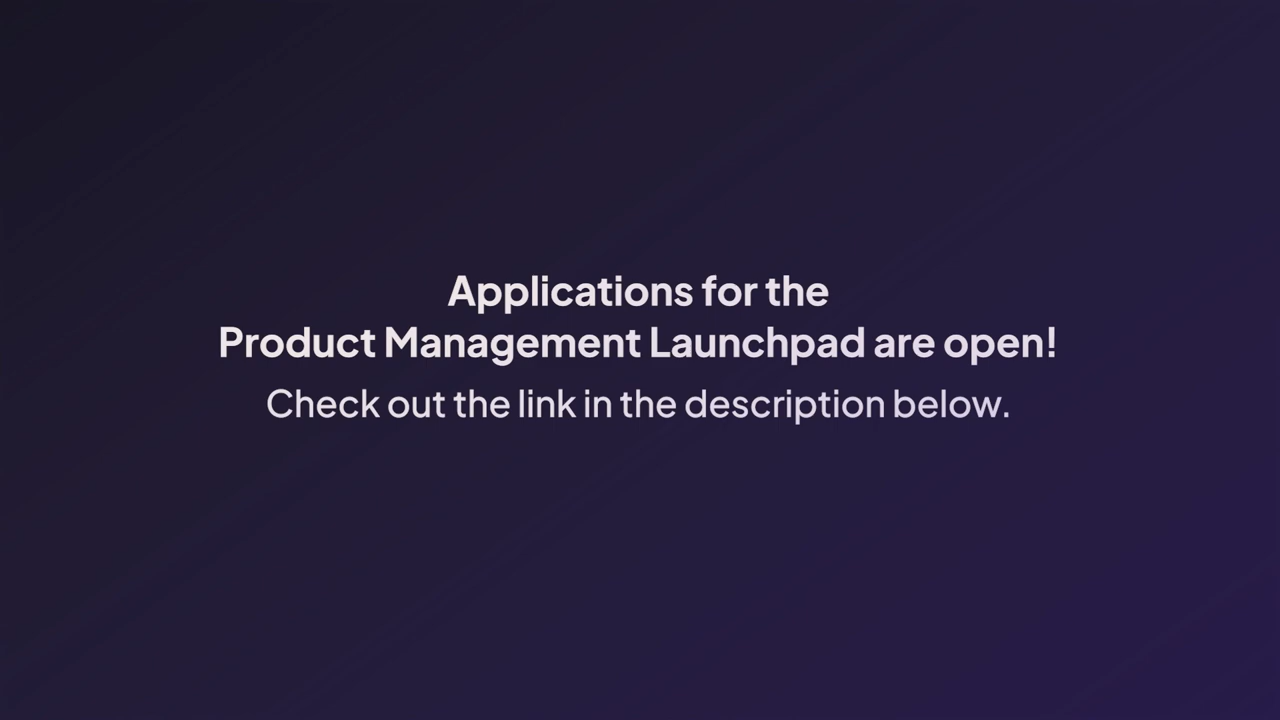 Applications for the
Product Management Launchpad are open!
Check out the link in the description below.